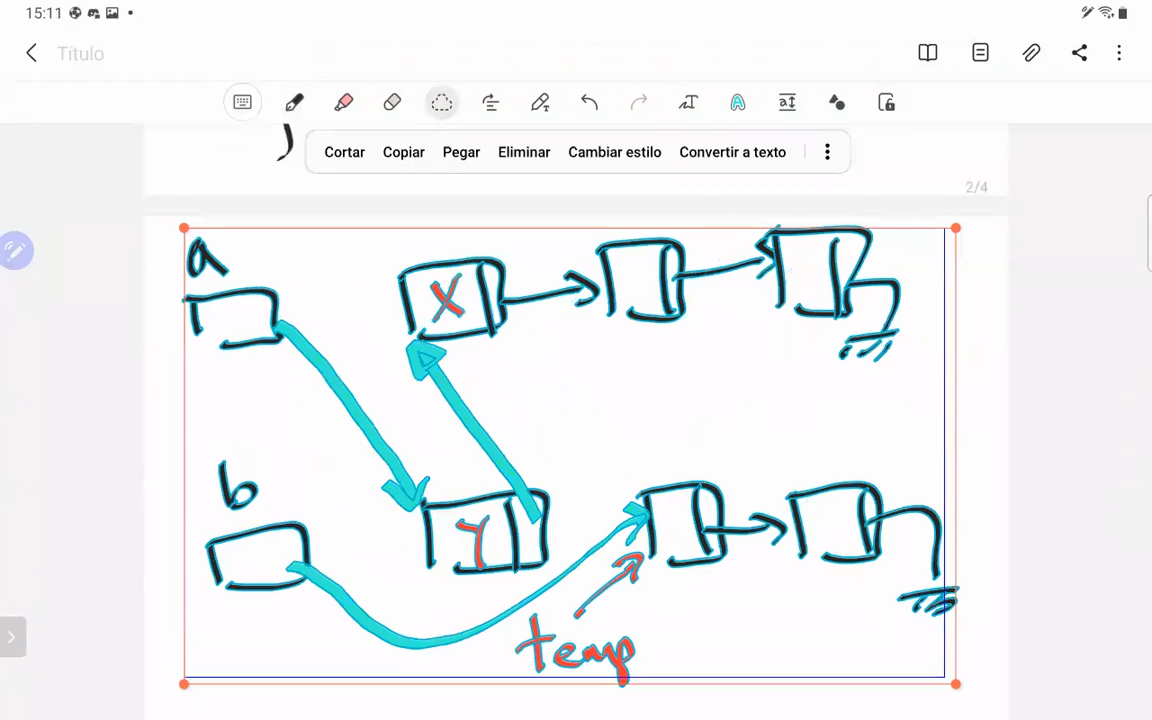 15:11
Título
Cortar Copiar Pegar Eliminar Cambiar estilo Convertir a texto
2/4
a
X
b
Y
temp